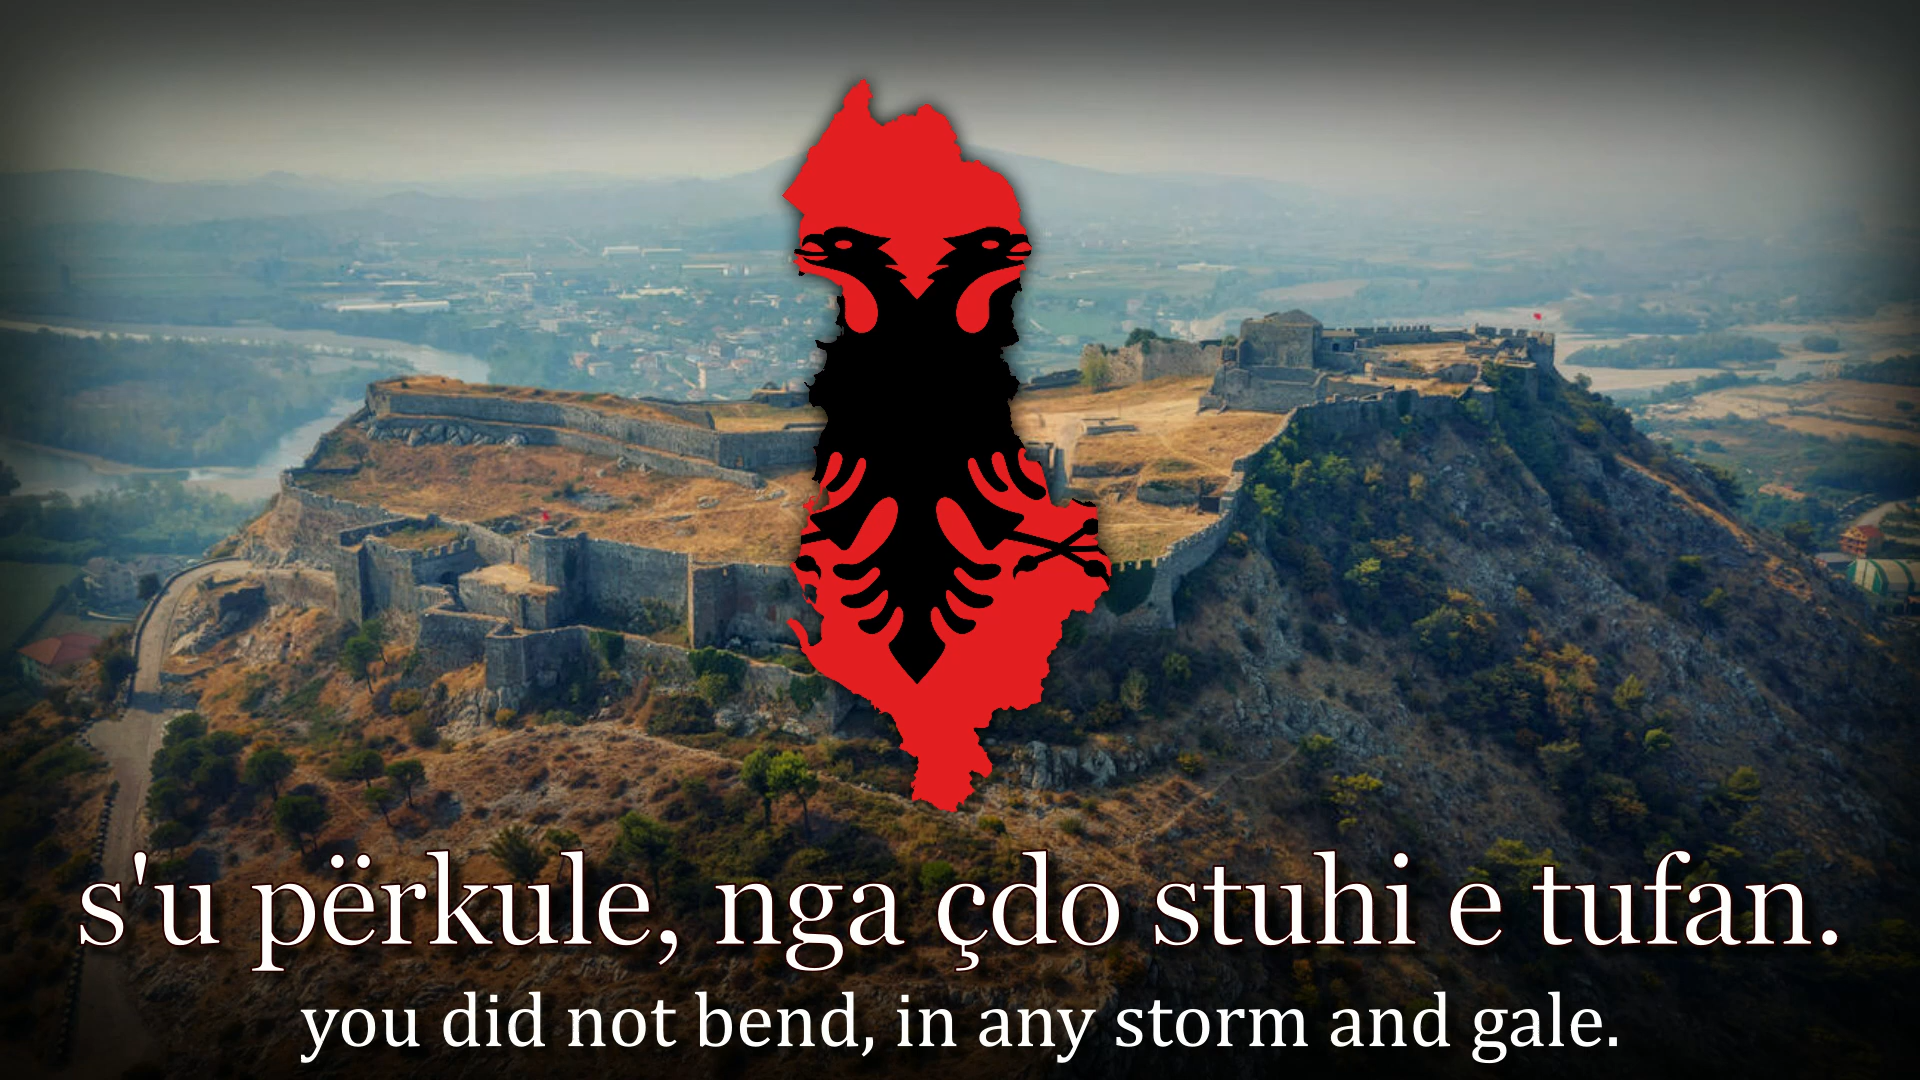 s'u përkule, nga çdo stuhi e tufan.
you did not bend, in any storm and gale.